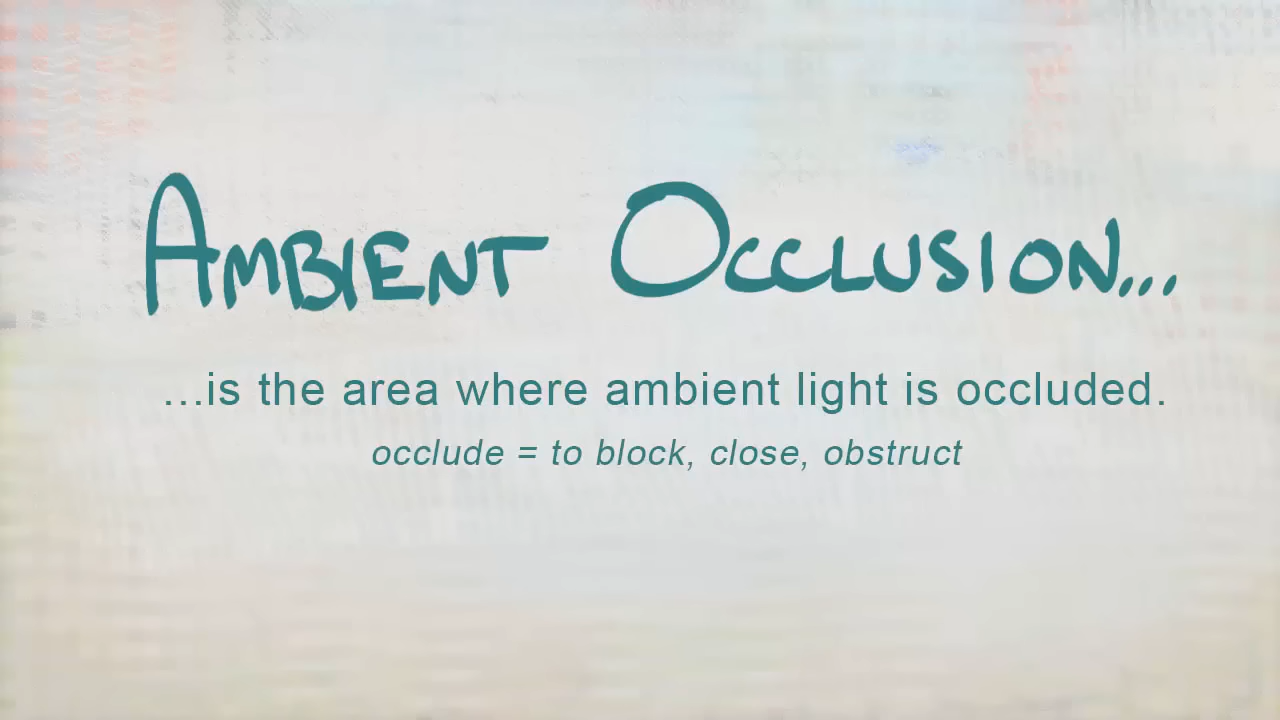 AMBIENT OCCLUSION...
...is the area where ambient light is occluded.
occlude = to block, close, obstruct